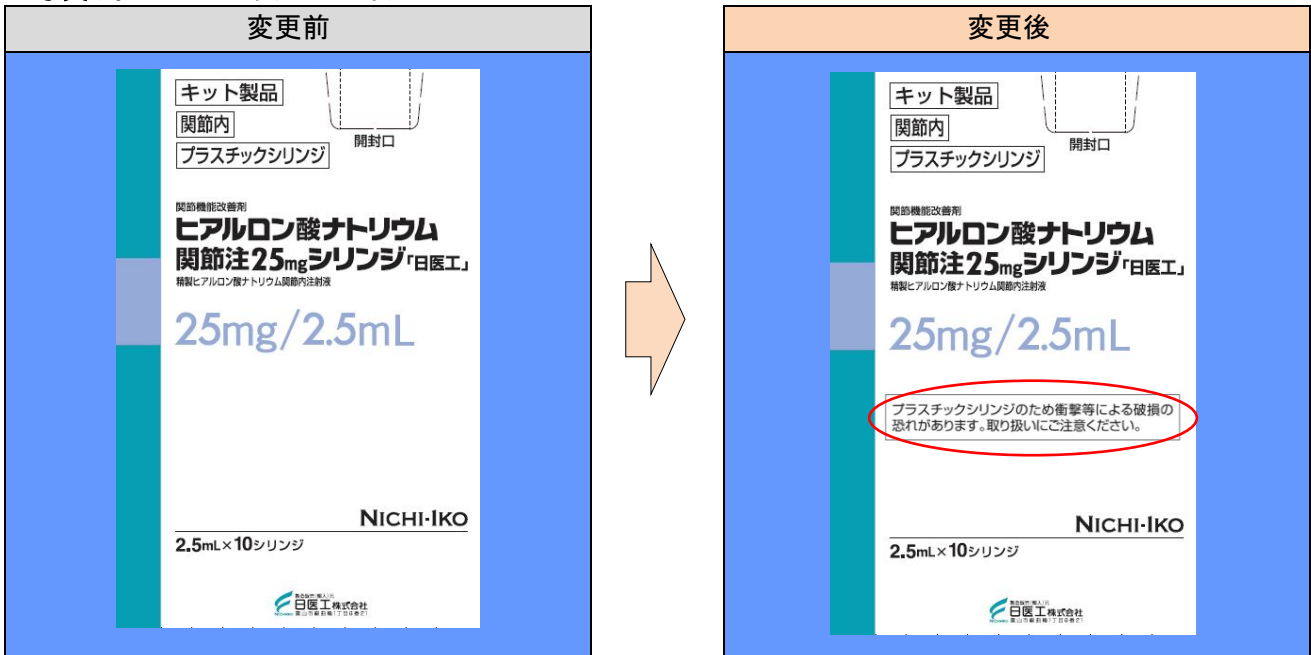 変更前
キット製品
関節内
プラスチックシリンジ
開封口
関節機能改善剤
ヒアルロン酸ナトリウム
関節注25mgシリンジ「日医工」
精製ヒアルロン酸ナトリウム関節内注射液
25mg/2.5mL
NICHI-IKO
2.5mL×10シリンジ
日医工株式会社
変更後
キット製品
関節内
プラスチックシリンジ
開封口
関節機能改善剤
ヒアルロン酸ナトリウム
関節注25mgシリンジ「日医工」
精製ヒアルロン酸ナトリウム関節内注射液
25mg/2.5mL
プラスチックシリンジのため衝撃等による破損の
恐れがあります。取り扱いにご注意ください。
NICHI-IKO
2.5mL×10シリンジ
日医工株式会社